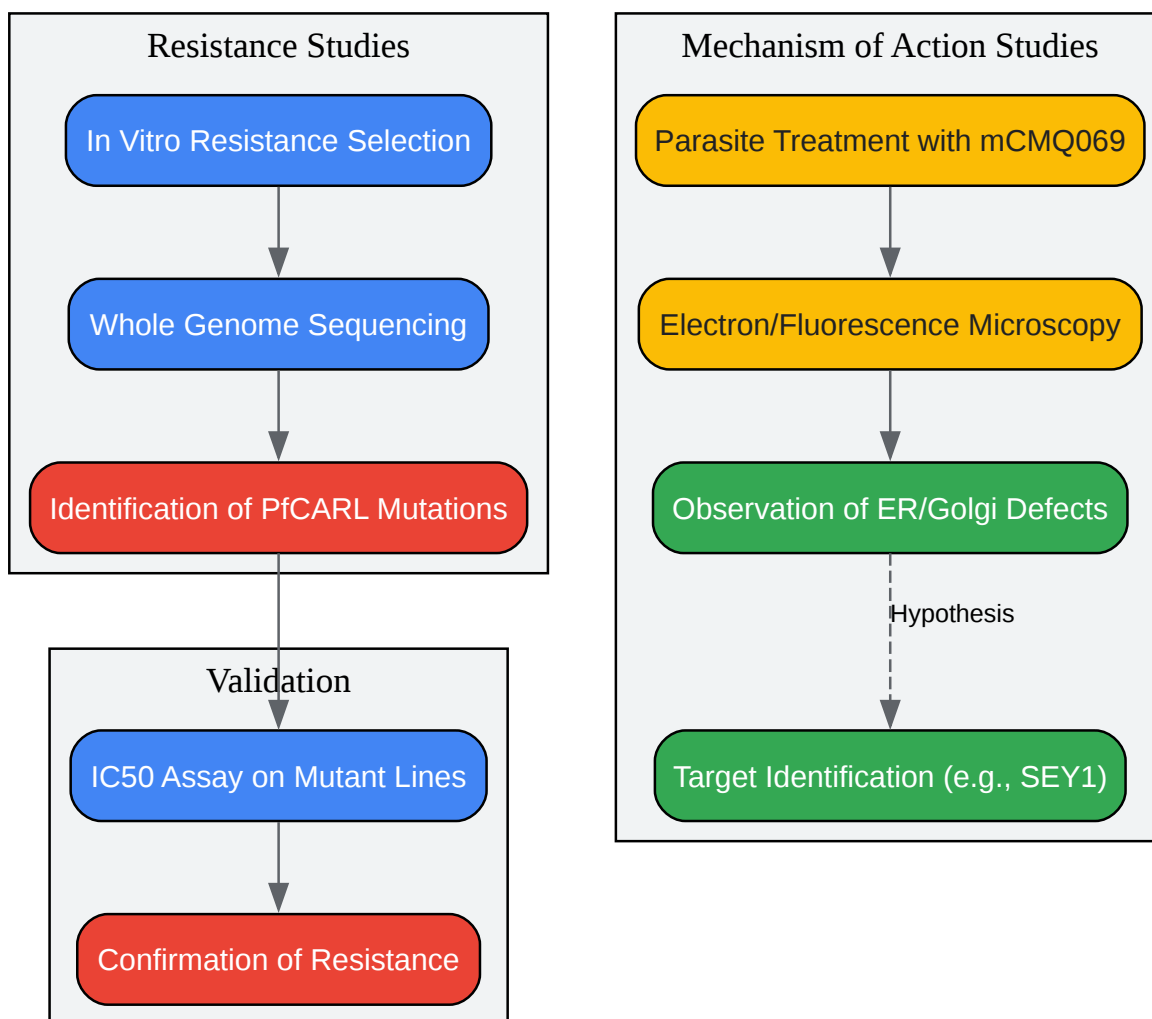 Resistance Studies
In Vitro Resistance Selection
Whole Genome Sequencing
Identification of PfCARL Mutations
Validation
IC50 Assay on Mutant Lines
Confirmation of Resistance
Mechanism of Action Studies
Parasite Treatment with mCMQ069
Electron/Fluorescence Microscopy
Observation of ER/Golgi Defects
Hypothesis
Target Identification (e.g., SEY1)